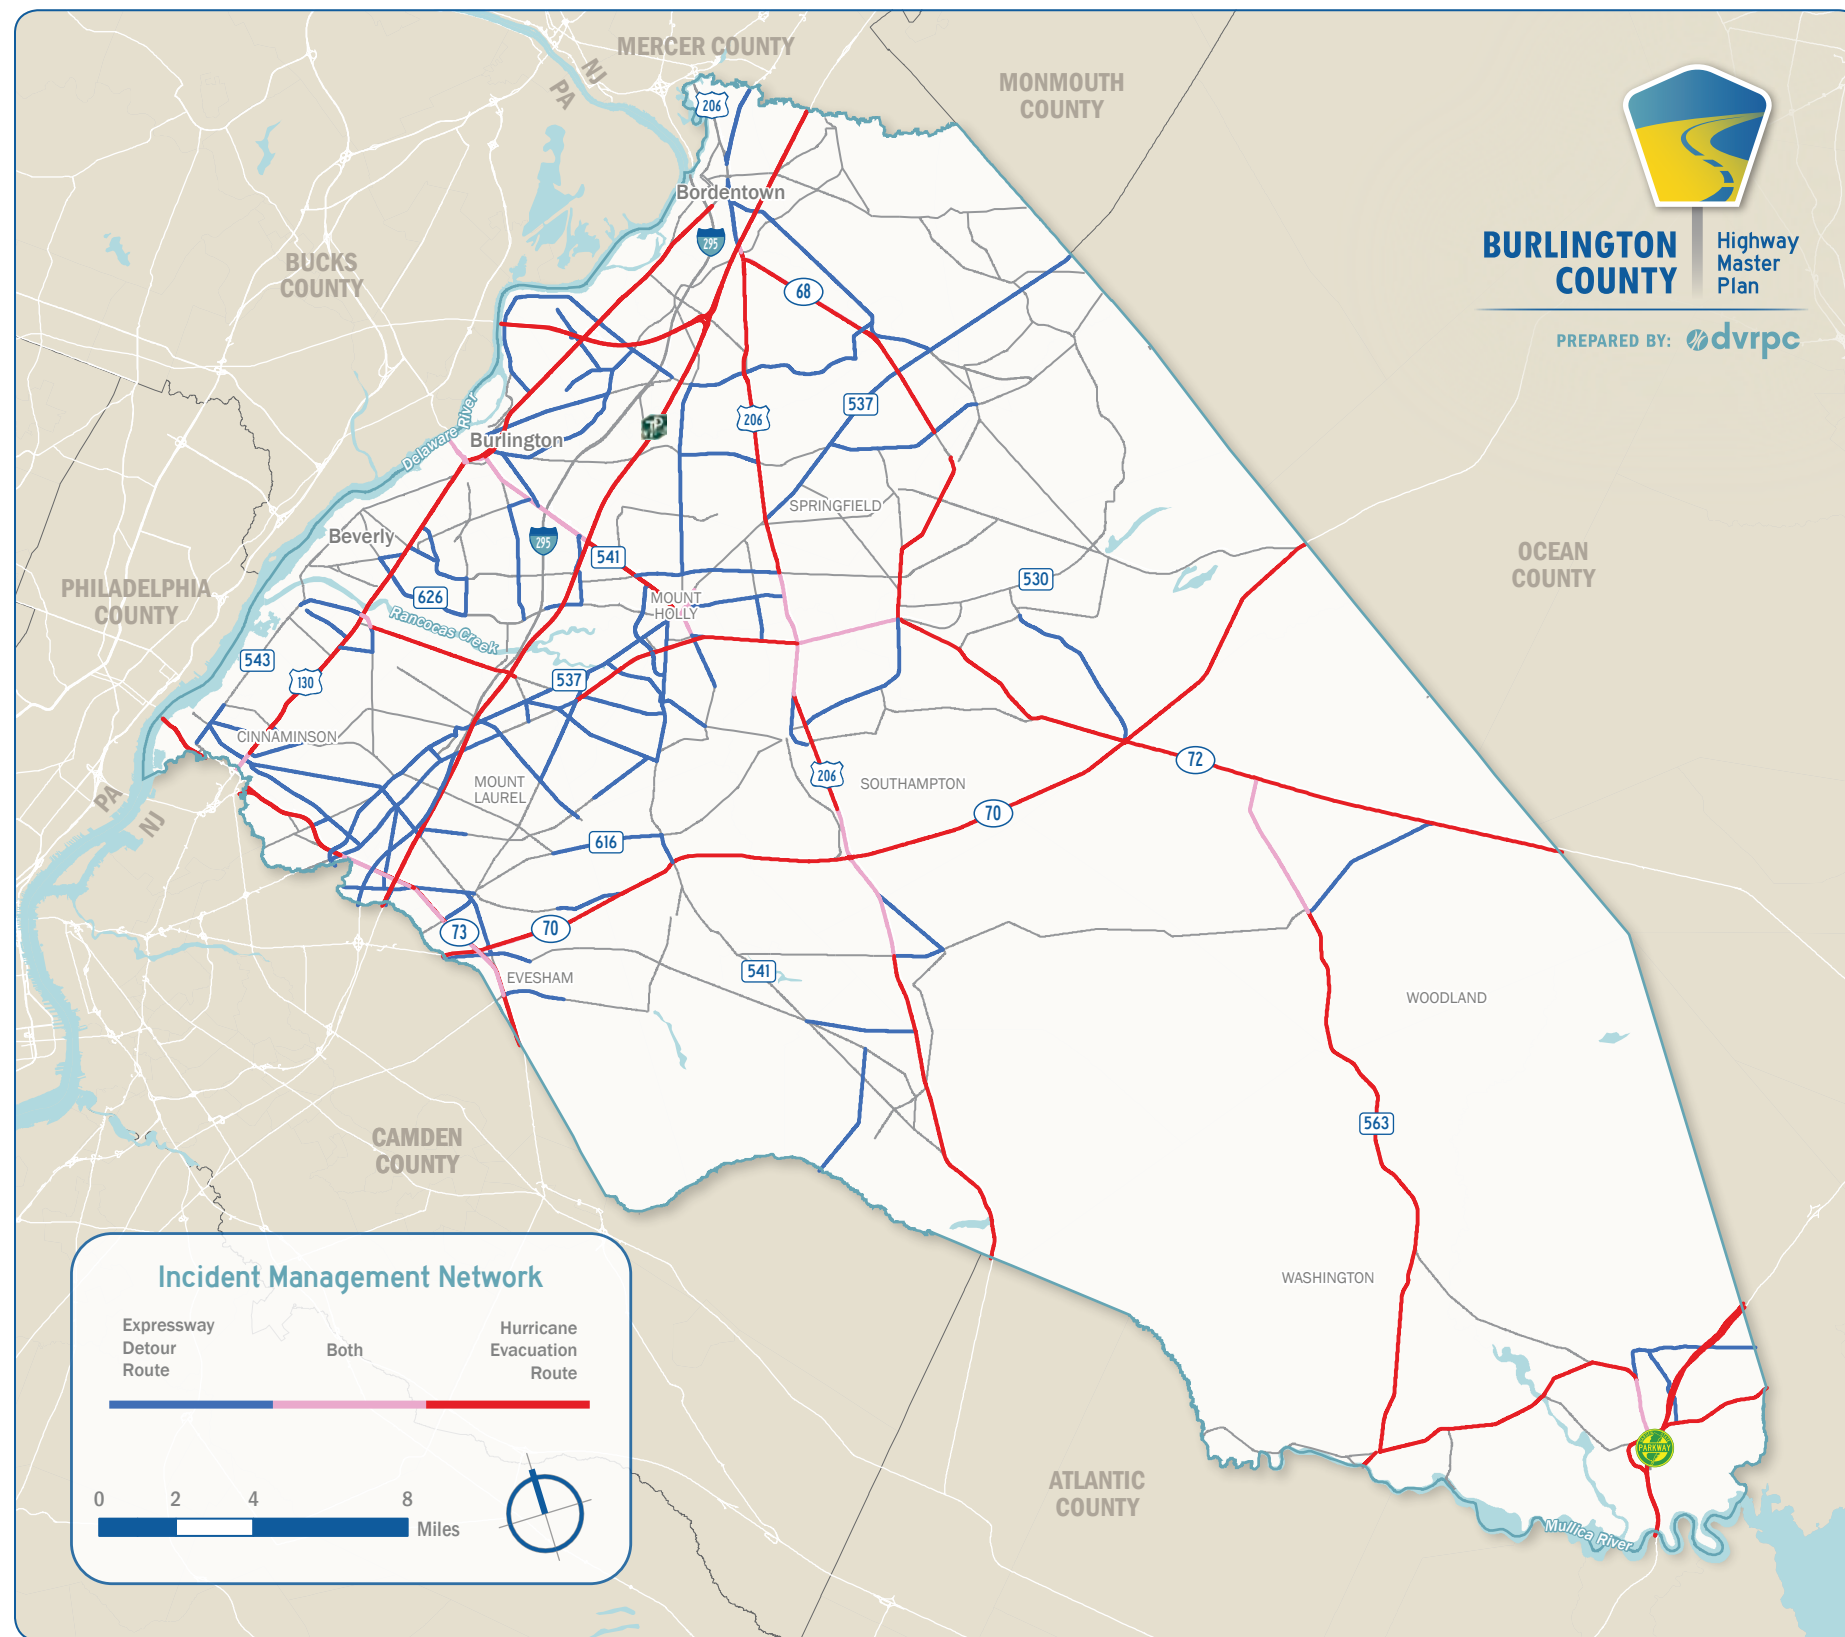 MERCER COUNTY
NJ
PA
MONMOUTH
COUNTY
206
Bordentown
295
BUCKS
COUNTY
68
BURLINGTON
COUNTY
Highway
Master
Plan
PREPARED BY: dvrpc
537
206
TP
Delaware River
Burlington
SPRINGFIELD
Beverly
295
541
OCEAN
COUNTY
530
PHILADELPHIA
COUNTY
626
MOUNT
HOLLY
Rancocas Creek
543
130
537
CINNAMINSON
MOUNT
LAUREL
206
SOUTHAMPTON
72
PA
NJ
616
70
73
70
EVESHAM
541
WOODLAND
563
CAMDEN
COUNTY
WASHINGTON
Incident Management Network
Expressway
Detour
Route
Both
Hurricane
Evacuation
Route
0 2 4 8
Miles
ATLANTIC
COUNTY
PARKWAY
Mullica River